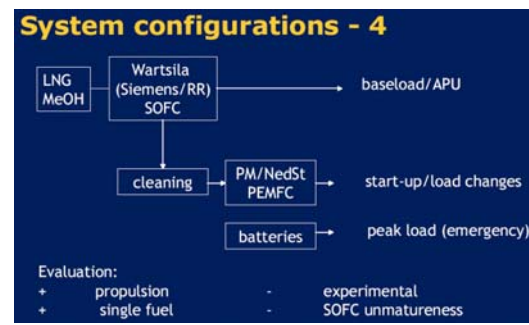 System configurations - 4
LNG
MeOH
Wartsila
(Siemens/RR)
SOFC
baseload/APU
cleaning
PM/NedSt
PEMFC
start-up/load changes
batteries
peak load (emergency)
Evaluation:
+ propulsion - experimental
+ single fuel - SOFC unmatureness